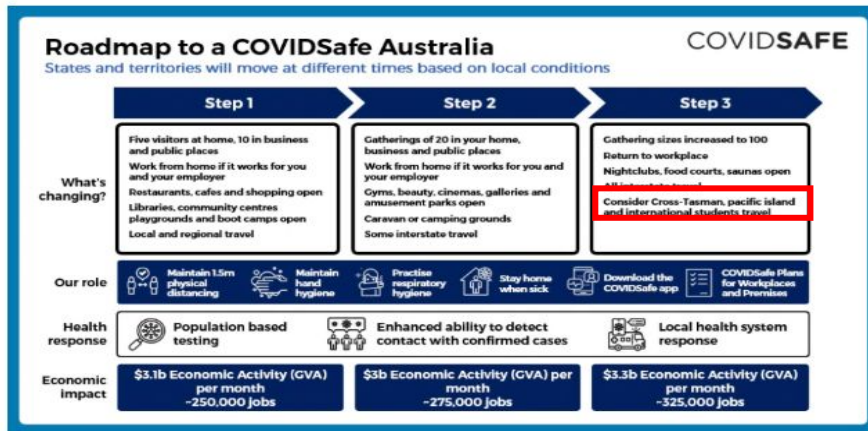 Roadmap to a COVIDSafe Australia
COVIDSAFE
States and territories will move at different times based on local conditions
Step 1
Step 2
Step 3
What's
changing?
Five visitors at home, 10 in business
and public places
Work from home if it works for you
and your employer
Restaurants, cafes and shopping open
Libraries, community centres
playgrounds and boot camps open
Local and regional travel
Gatherings of 20 in your home,
business and public places
Work from home if it works for you and
your employer
Gyms, beauty, cinemas, galleries and
amusement parks open
Caravan or camping grounds
Some interstate travel
Gathering sizes increased to 100
Return to workplace
Nightclubs, food courts, saunas open
All interstate travel
Consider Cross-Tasman, pacific island
and international students travel
Our role
Maintain 1.5m
physical
distancing
Maintain
hand
hygiene
Practise
respiratory
hygiene
Stay home
when sick
Download the
COVIDSafe app
COVIDSafe Plans
for Workplaces
and Premises
Health
response
Population based
testing
Enhanced ability to detect
contact with confirmed cases
Local health system
response
Economic
impact
$3.1b Economic Activity (GVA)
per month
~250,000 jobs
$3b Economic Activity (GVA) per
month
~275,000 jobs
$3.3b Economic Activity (GVA)
per month
~325,000 jobs